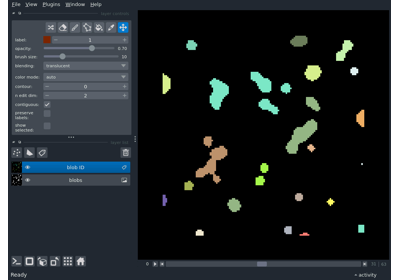 File View Plugins Window Help
label: 1
opacity: 0.70
brush size: 10
blending: translucent
color mode: auto
contour: 0
n edit dim: 2
contiguous:
preserve labels:
show selected:
blob ID
blobs
0
Ready activity